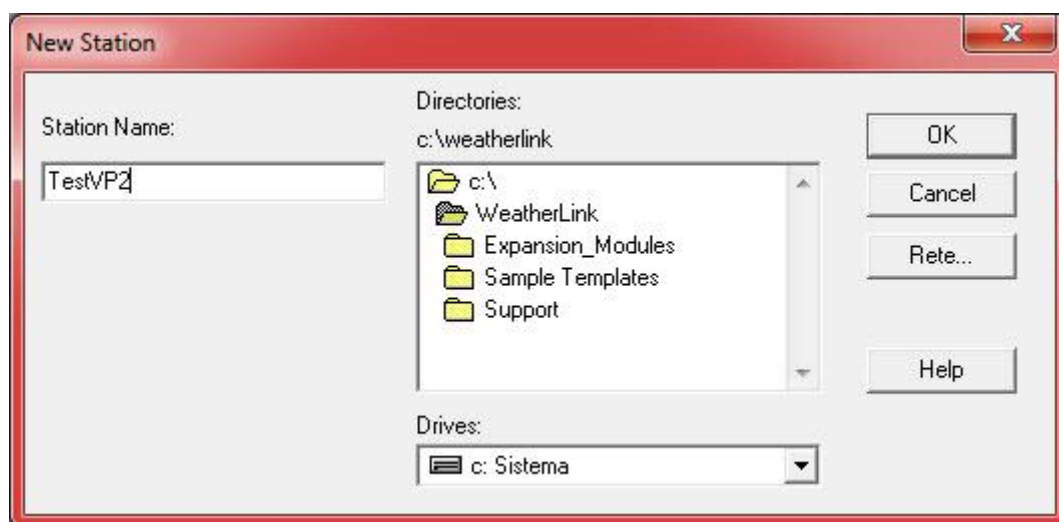 New Station
Station Name:
TestVP2
Directories:
c:\weatherlink
c:\
WeatherLink
Expansion_Modules
Sample Templates
Support
Drives:
c: Sistema
OK
Cancel
Rete...
Help